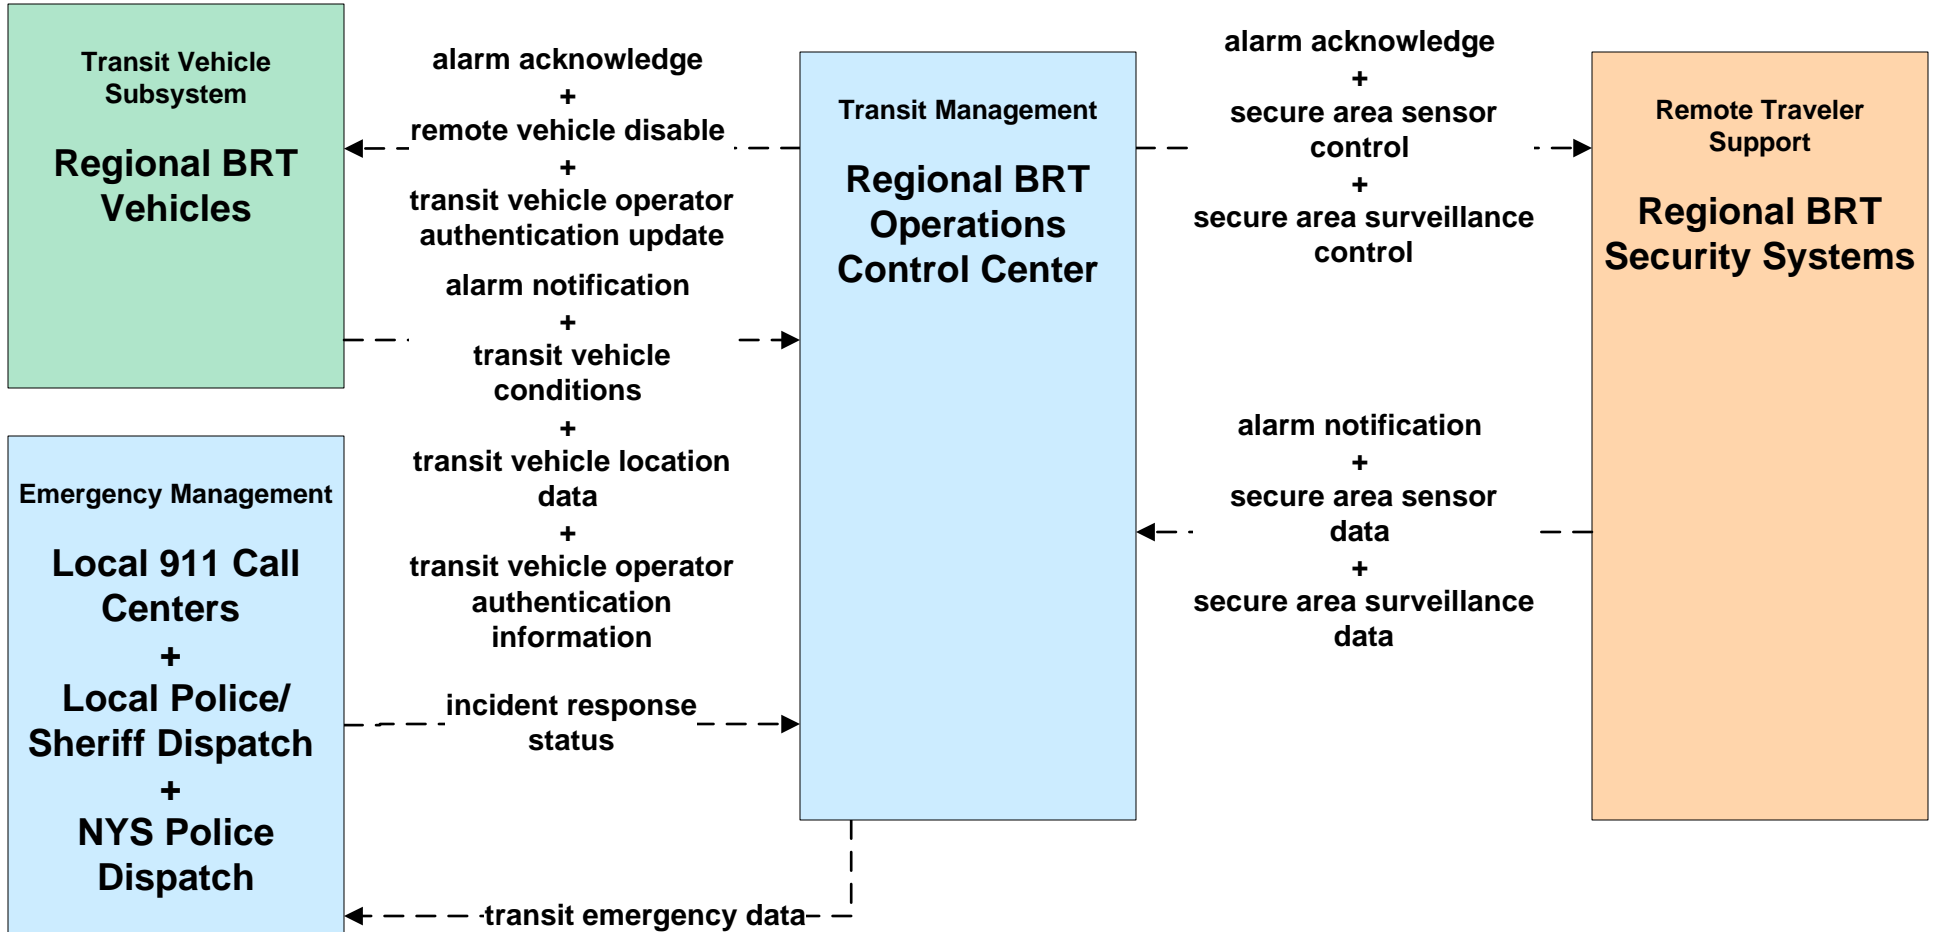 Transit Vehicle
Subsystem
Regional BRT
Vehicles
Emergency Management
Local 911 Call
Centers
+
Local Police/
Sheriff Dispatch
+
NYS Police
Dispatch
alarm acknowledge
+
remote vehicle disable
+
transit vehicle operator
authentication update
alarm notification
+
transit vehicle
conditions
+
transit vehicle location
data
+
transit vehicle operator
authentication
information
incident response
status
transit emergency data
Transit Management
Regional BRT
Operations
Control Center
alarm acknowledge
+
secure area sensor
control
+
secure area surveillance
control
alarm notification
+
secure area sensor
data
+
secure area surveillance
data
Remote Traveler
Support
Regional BRT
Security Systems